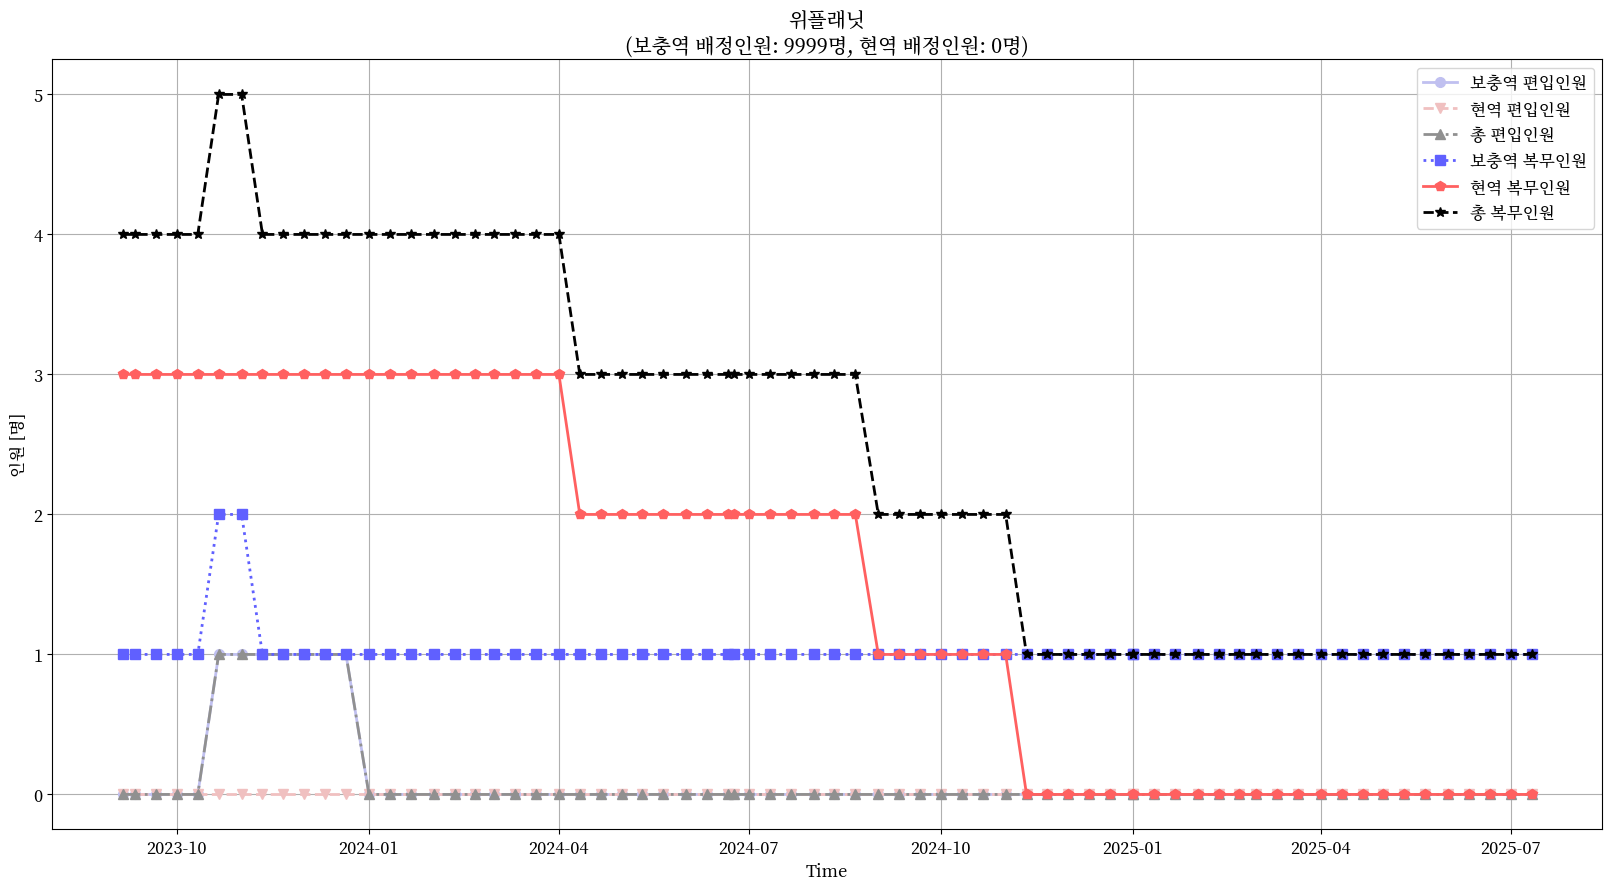 위플래닛
(보충역 배정인원: 9999명, 현역 배정인원: 0명)
보충역 편입인원
현역 편입인원
총 편입인원
보충역 복무인원
현역 복무인원
총 복무인원
5
4
3
2
1
0
인원 [명]
2023-10
2024-01
2024-04
2024-07
2024-10
2025-01
2025-04
2025-07
Time